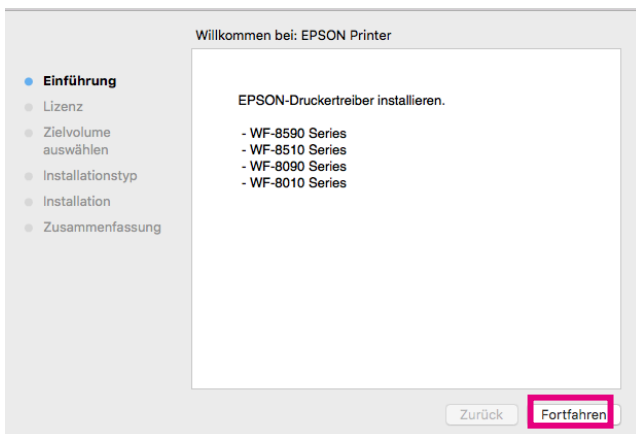 Willkommen bei: EPSON Printer
Einführung
Lizenz
Zielvolume
auswählen
Installationstyp
Installation
Zusammenfassung
EPSON-Druckertreiber installieren.
- WF-8590 Series
- WF-8510 Series
- WF-8090 Series
- WF-8010 Series
Zurück
Fortfahren